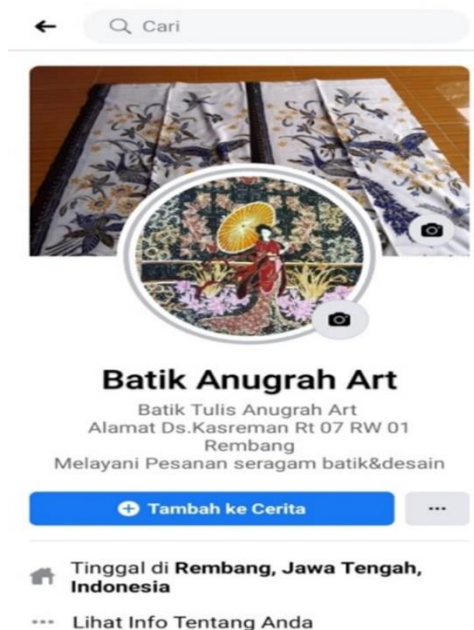 Cari
Batik Anugrah Art
Batik Tulis Anugrah Art
Alamat Ds.Kasreman Rt 07 RW 01
Rembang
Melayani Pesanan seragam batik&desain
Tambah ke Cerita
Tinggal di Rembang, Jawa Tengah,
Indonesia
Lihat Info Tentang Anda